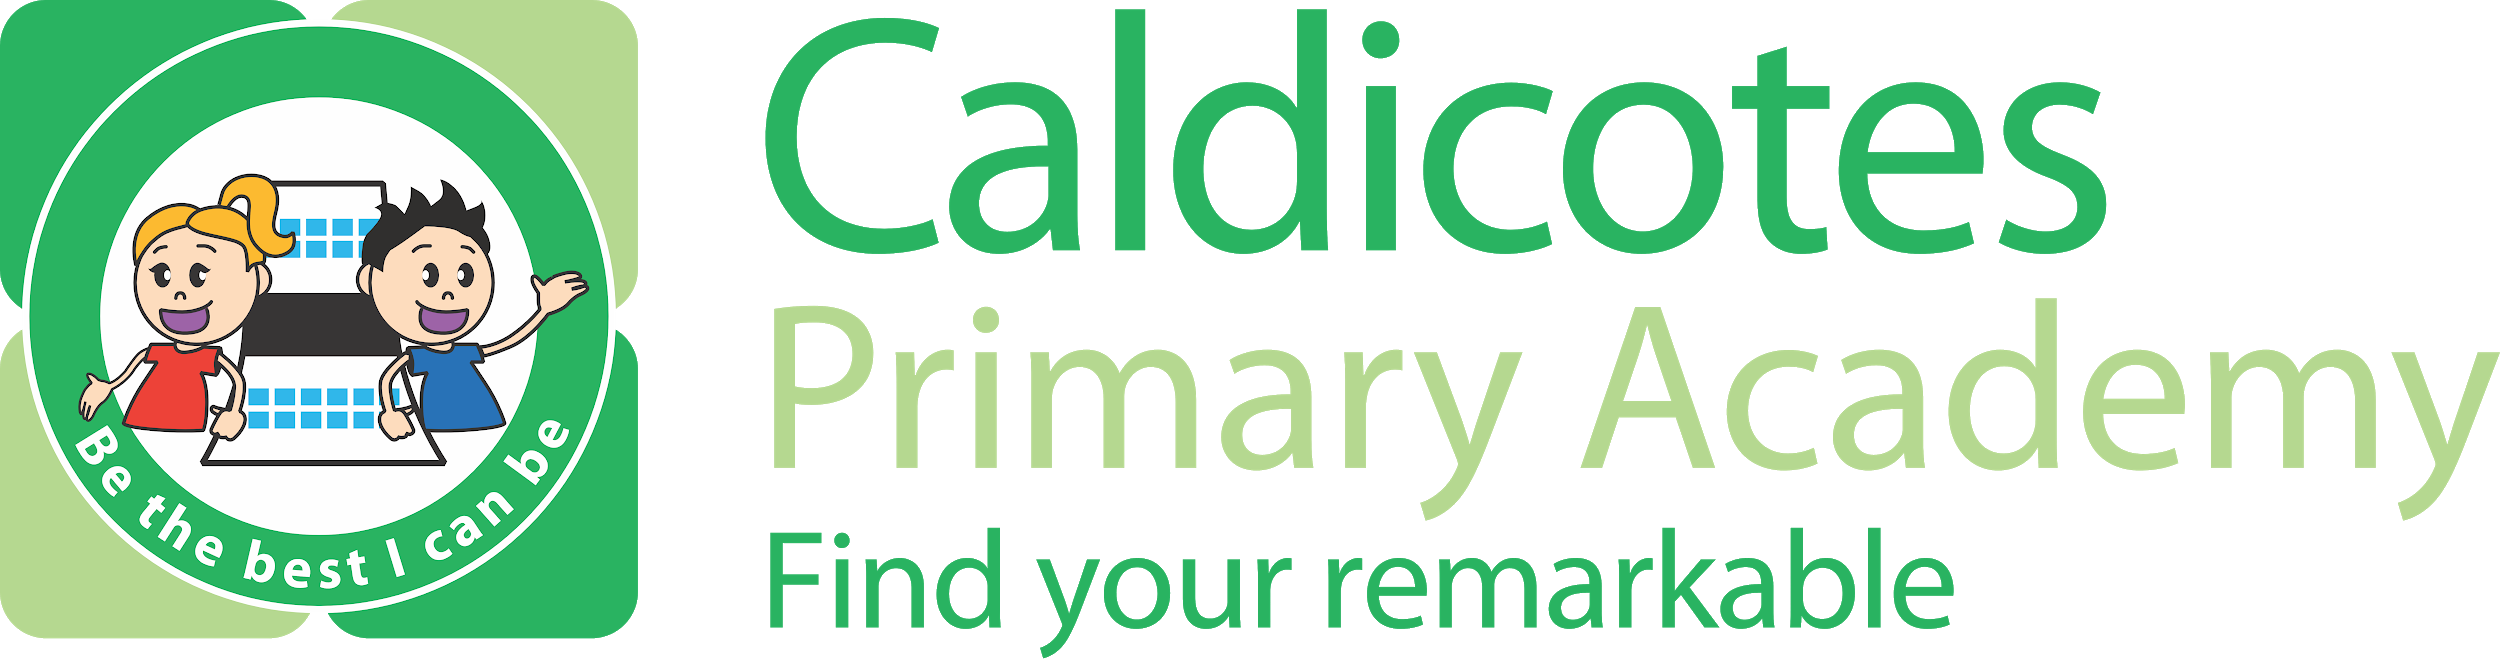 Be the best I can be
Caldicotes
Primary Academy
Find your remarkable